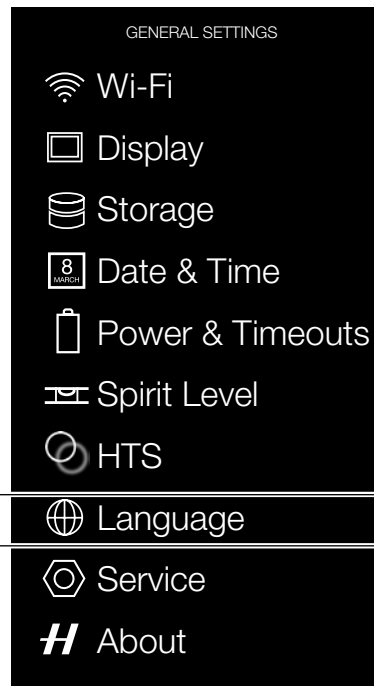 GENERAL SETTINGS
Wi-Fi
Display
Storage
8
MARCH
Date & Time
Power & Timeouts
Spirit Level
HTS
Language
Service
H About